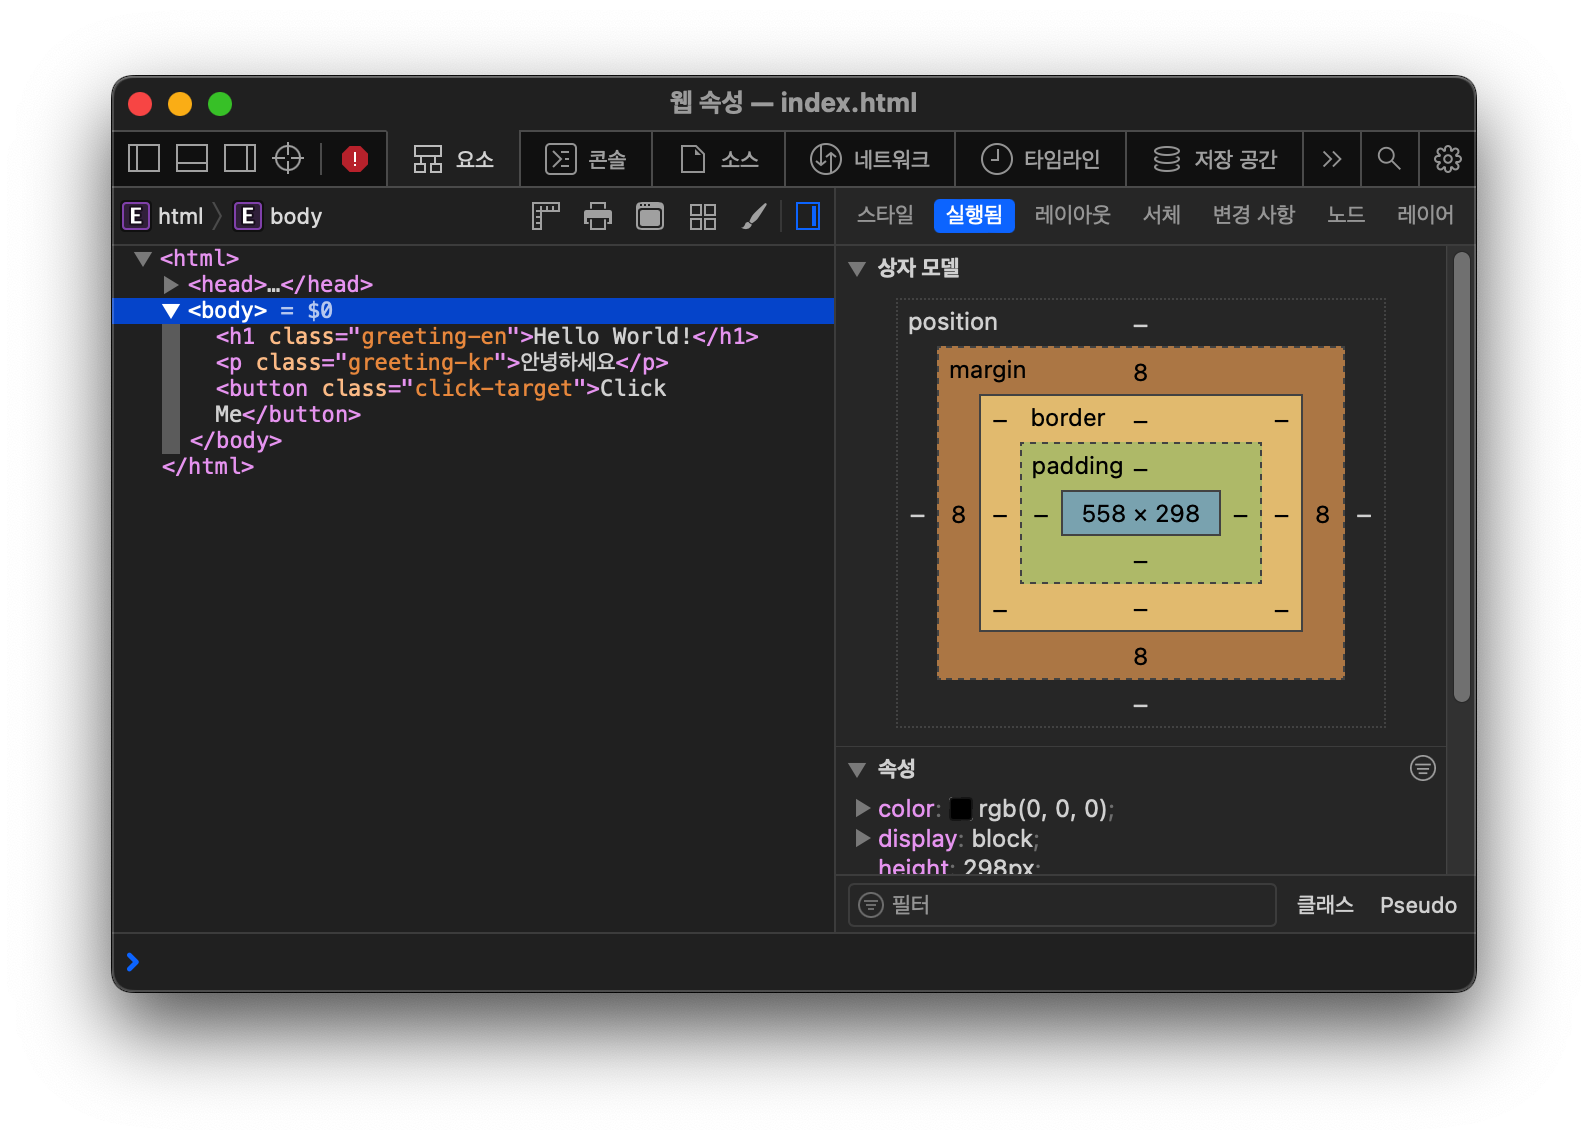 웹 속성 — index.html
요소 콘솔 소스 네트워크 타임라인 저장 공간
E html E body
스타일 실행됨 레이아웃 서체 변경 사항 노드 레이어
<html>
<head>…</head>
<body> = $0
<h1 class="greeting-en">Hello World!</h1>
<p class="greeting-kr">안녕하세요</p>
<button class="click-target">Click
Me</button>
</body>
</html>
상자 모델
position –
margin 8
– border – –
padding –
– 8 – – 558 × 298 – – 8 –
–
– – –
8
–
속성
color: rgb(0, 0, 0);
display: block;
height: 298px;
필터 클래스 Pseudo